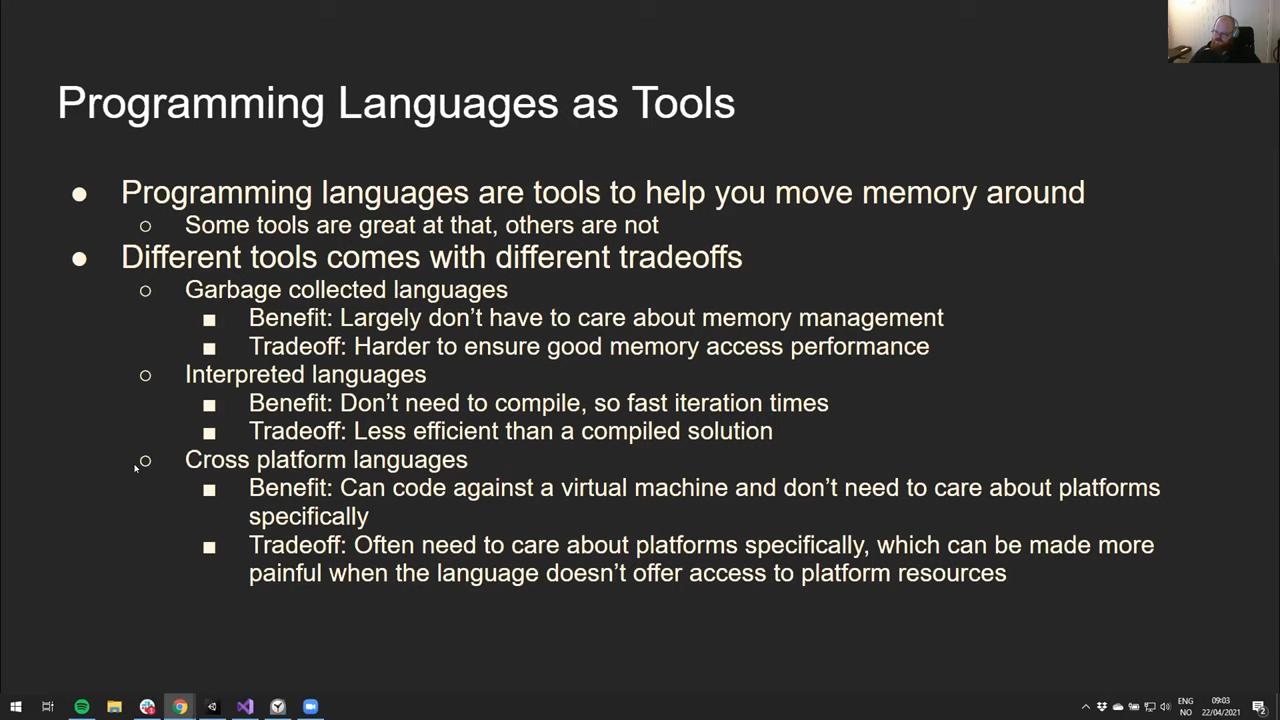 Programming Languages as Tools
● Programming languages are tools to help you move memory around
○ Some tools are great at that, others are not
● Different tools comes with different tradeoffs
○ Garbage collected languages
■ Benefit: Largely don’t have to care about memory management
■ Tradeoff: Harder to ensure good memory access performance
○ Interpreted languages
■ Benefit: Don’t need to compile, so fast iteration times
■ Tradeoff: Less efficient than a compiled solution
○ Cross platform languages
■ Benefit: Can code against a virtual machine and don’t need to care about platforms
specifically
■ Tradeoff: Often need to care about platforms specifically, which can be made more
painful when the language doesn’t offer access to platform resources
ENG 09:03
NO 22/04/2021 2